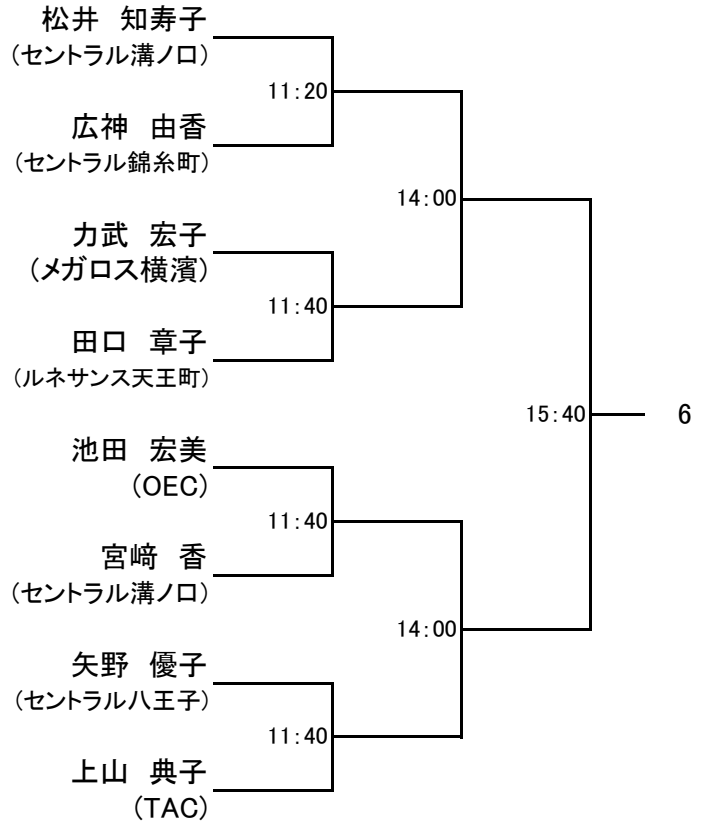 松井　知寿子
(セントラル溝ノ口)
11:20
広神　由香
(セントラル錦糸町)
14:00
力武　宏子
(メガロス横濱)
11:40
田口　章子
(ルネサンス天王町)
15:40
6
池田　宏美
(OEC)
11:40
宮﨑　香
(セントラル溝ノ口)
14:00
矢野　優子
(セントラル八王子)
11:40
上山　典子
(TAC)